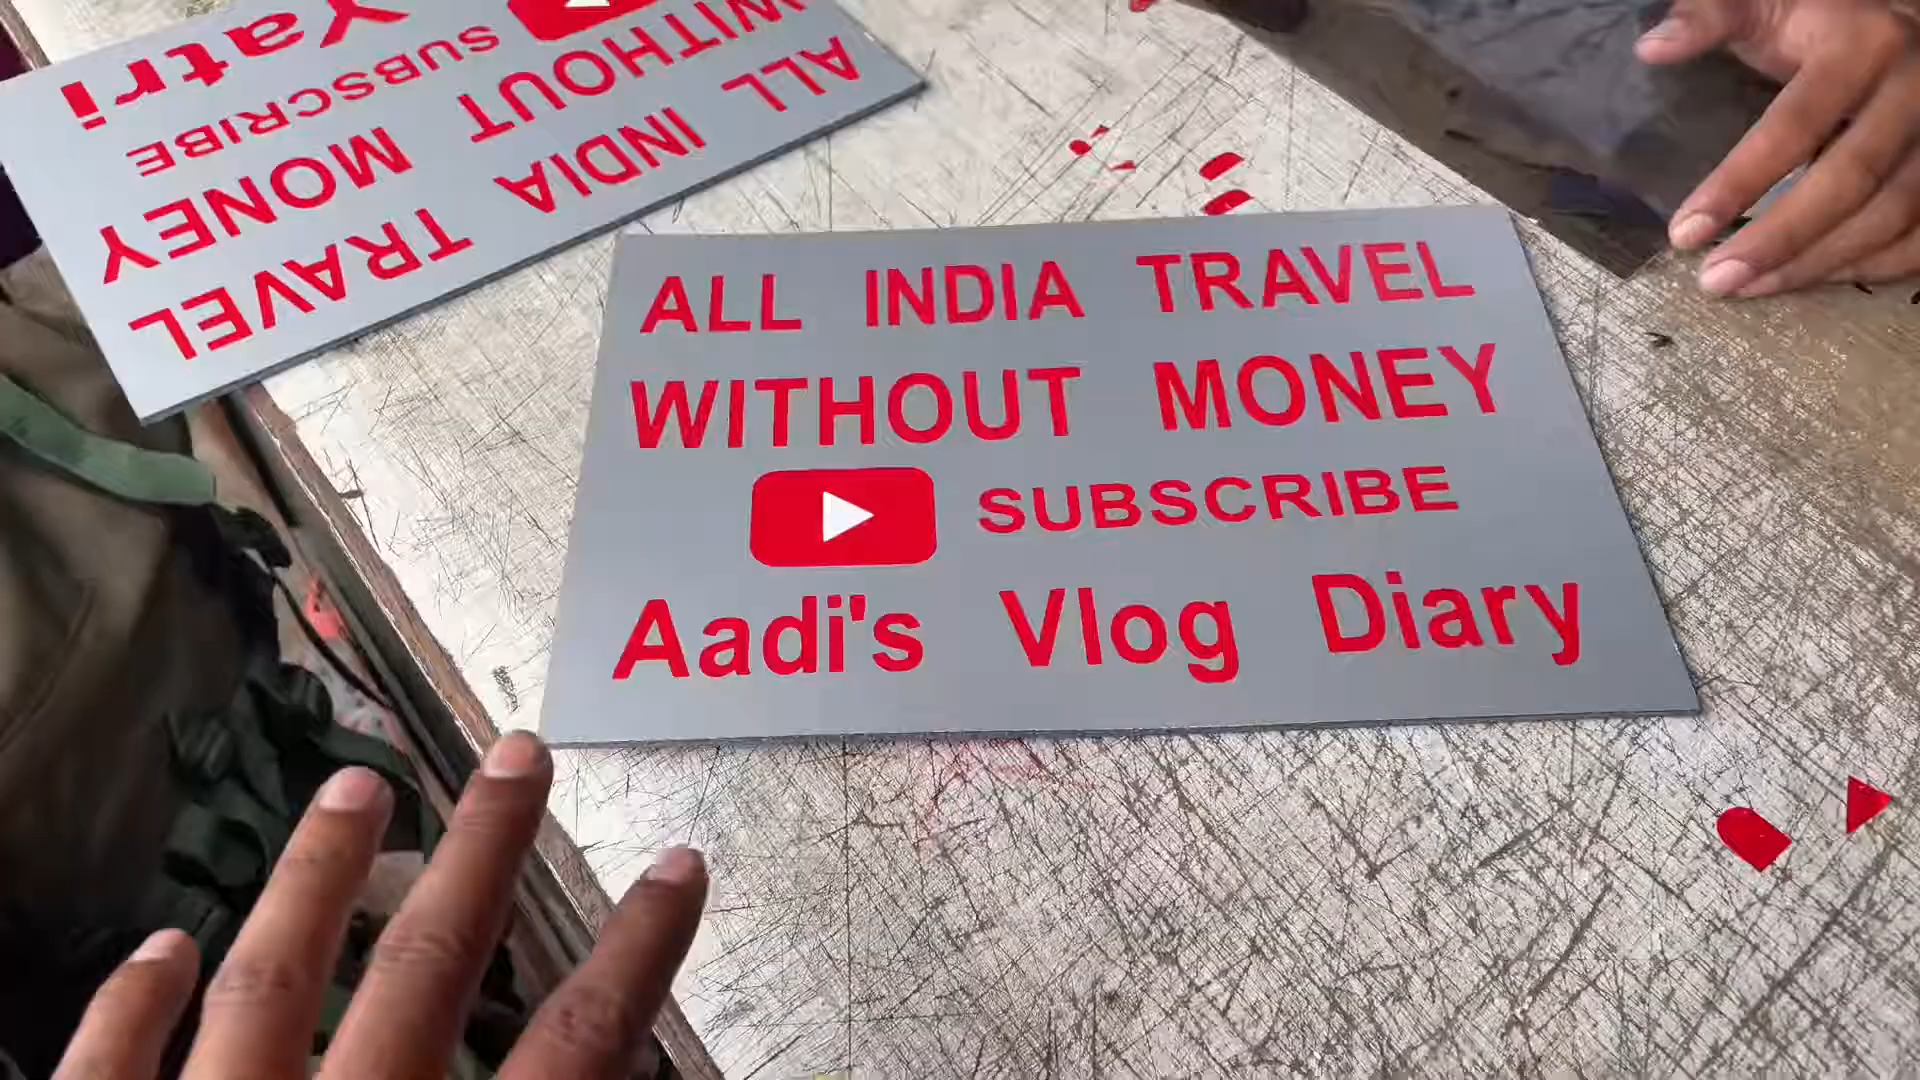 ALL INDIA TRAVEL
WITHOUT MONEY
SUBSCRIBE
Aadi's Vlog Diary
ALL INDIA TRAVEL
WITHOUT MONEY
SUBSCRIBE
Yatri